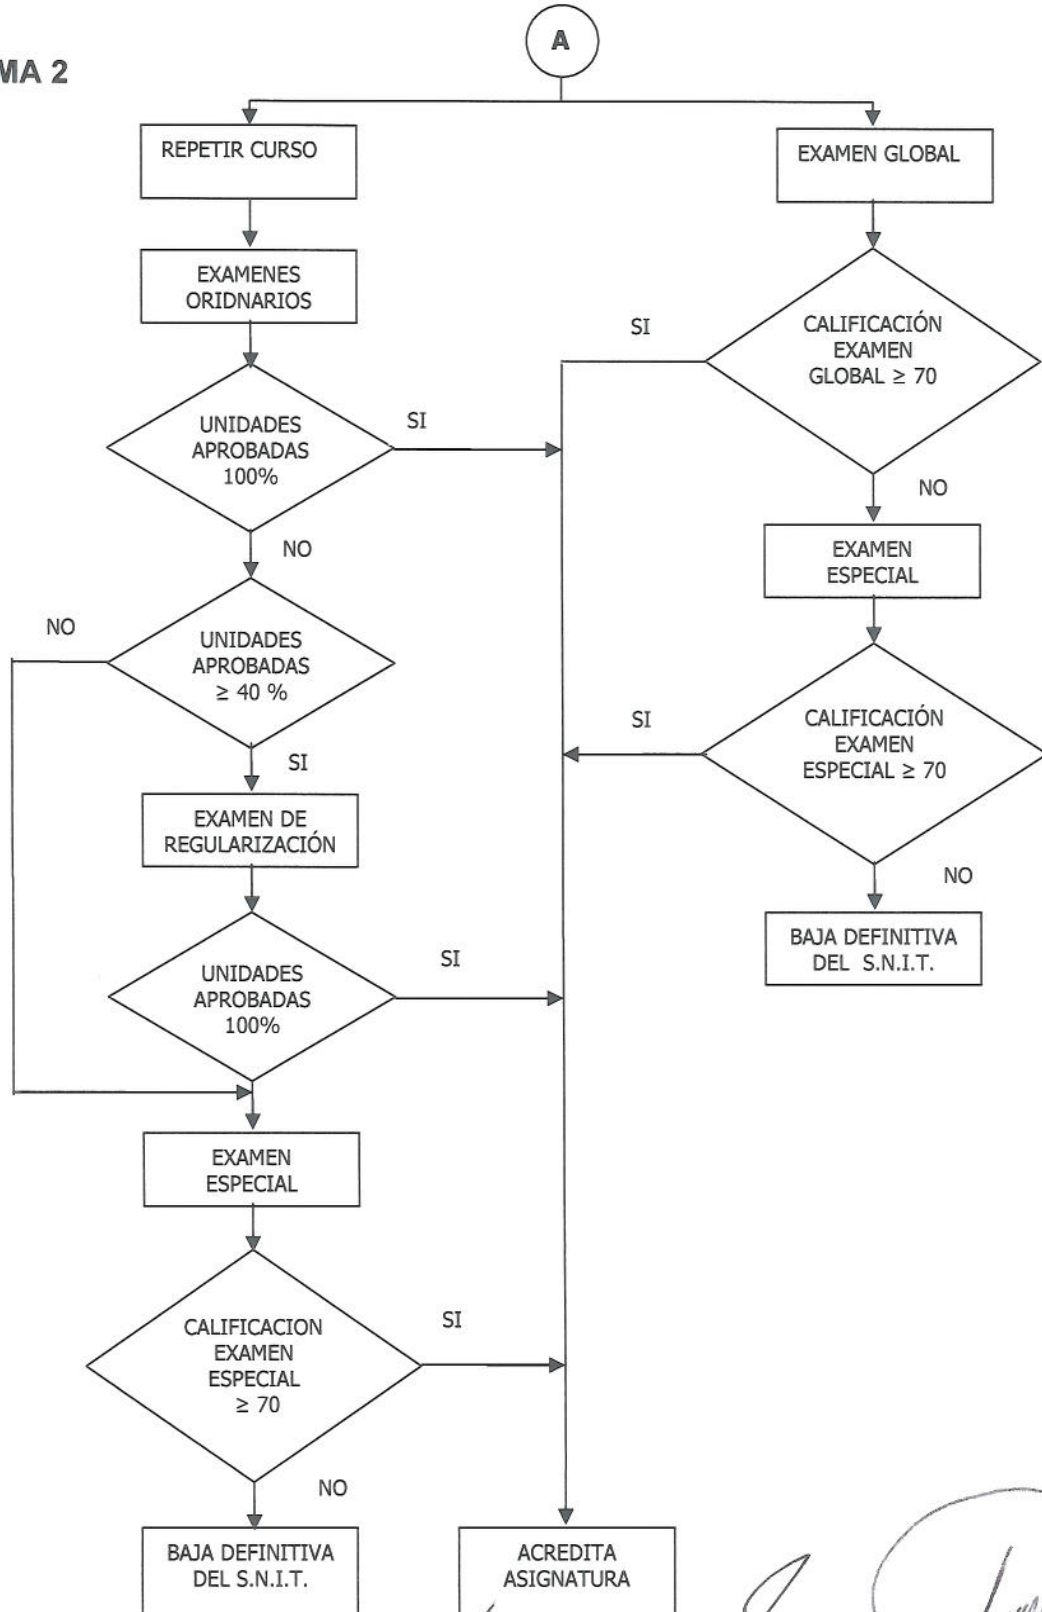 A
MA 2
REPETIR CURSO
EXAMENES
ORIDNARIOS
UNIDADES
APROBADAS
100%
SI
NO
UNIDADES
APROBADAS
≥ 40 %
NO
SI
EXAMEN DE
REGULARIZACIÓN
UNIDADES
APROBADAS
100%
SI
EXAMEN
ESPECIAL
CALIFICACION
EXAMEN
ESPECIAL
≥ 70
SI
NO
BAJA DEFINITIVA
DEL S.N.I.T.
ACREDITA
ASIGNATURA
EXAMEN GLOBAL
CALIFICACIÓN
EXAMEN
GLOBAL ≥ 70
SI
NO
EXAMEN
ESPECIAL
CALIFICACIÓN
EXAMEN
ESPECIAL ≥ 70
SI
NO
BAJA DEFINITIVA
DEL S.N.I.T.